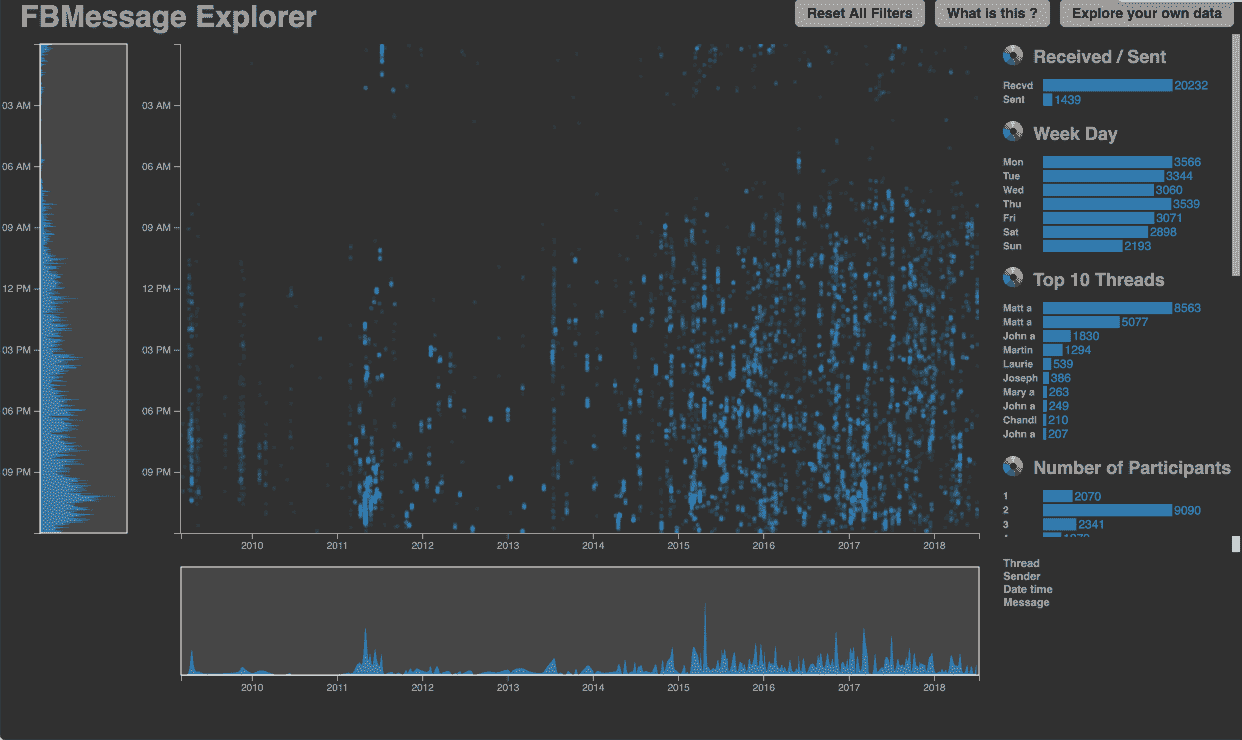 FBMessage Explorer
Reset All Filters
What is this ?
Explore your own data
03 AM
06 AM
09 AM
12 PM
03 PM
06 PM
09 PM
03 AM
06 AM
09 AM
12 PM
03 PM
06 PM
09 PM
2010 2011 2012 2013 2014 2015 2016 2017 2018
2010 2011 2012 2013 2014 2015 2016 2017 2018
Received / Sent
Recvd 20232
Sent 1439
Week Day
Mon 3566
Tue 3344
Wed 3060
Thu 3539
Fri 3071
Sat 2898
Sun 2193
Top 10 Threads
Matt a 8563
Matt a 5077
John a 1830
Martin 1294
Laurie 539
Joseph 386
Mary a 263
John a 249
Chandl 210
John a 207
Number of Participants
1 2070
2 9090
3 2341
Thread
Sender
Date time
Message